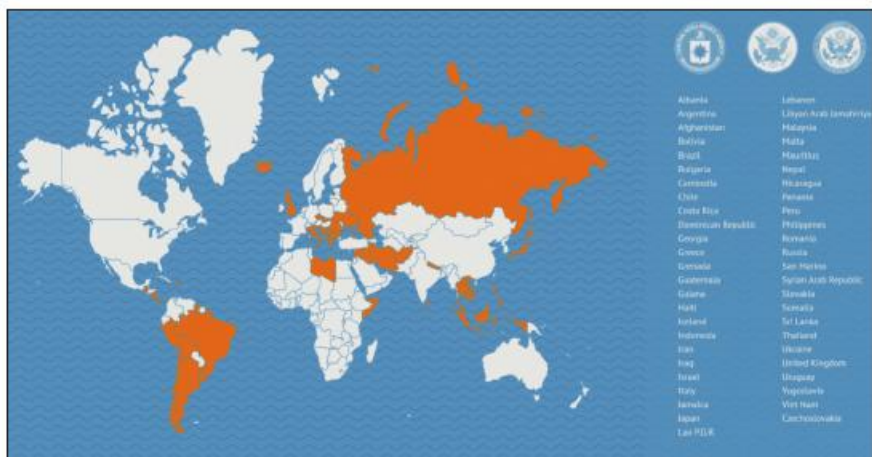 Albania
Argentina
Afghanistan
Bolivia
Brazil
Bulgaria
Cambodia
Chile
Costa Rica
Dominican Republic
Georgia
Greece
Grenada
Guatemala
Guiana
Haiti
Iceland
Indonesia
Iran
Iraq
Israel
Italy
Jamaica
Japan
Lao P.D.R
Lebanon
Libyan Arab Jamahiriya
Malaysia
Malta
Mauritius
Nepal
Nicaragua
Panama
Peru
Philippines
Romania
Russia
San Marino
Syrian Arab Republic
Slovakia
Somalia
Sri Lanka
Thailand
Ukraine
United Kingdom
Uruguay
Yugoslavia
Viet Nam
Czechoslovakia